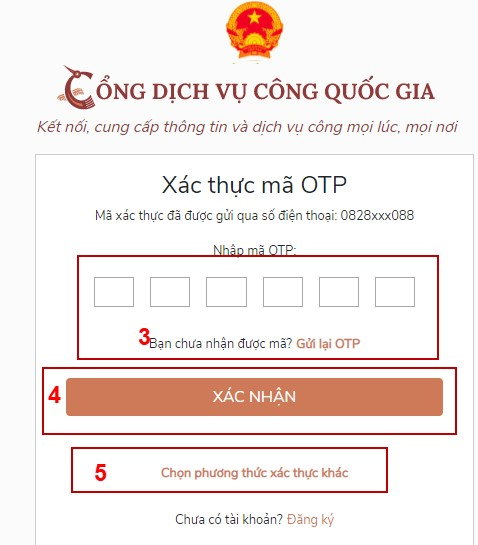 CỔNG DỊCH VỤ CÔNG QUỐC GIA
Kết nối, cung cấp thông tin và dịch vụ công mọi lúc, mọi nơi
Xác thực mã OTP
Mã xác thực đã được gửi qua số điện thoại: 0828xxx088
Nhập mã OTP:
3 Bạn chưa nhận được mã? Gửi lại OTP
4 XÁC NHẬN
5 Chọn phương thức xác thực khác
Chưa có tài khoản? Đăng ký